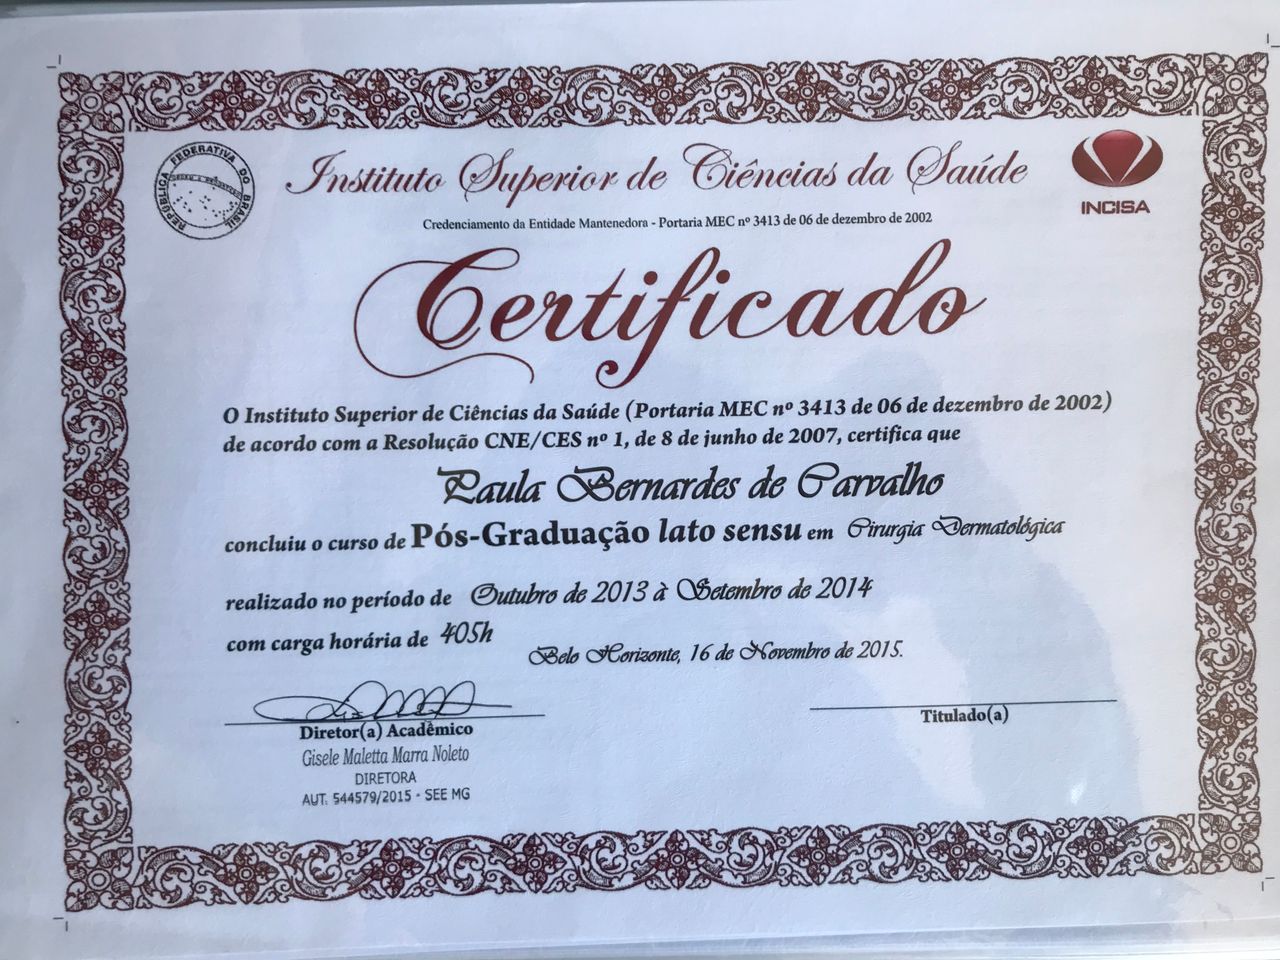 REPÚBLICA FEDERATIVA DO BRASIL
Instituto Superior de Ciências da Saúde
INCISA
Credenciamento da Entidade Mantenedora - Portaria MEC nº 3413 de 06 de dezembro de 2002
Certificado
O Instituto Superior de Ciências da Saúde (Portaria MEC nº 3413 de 06 de dezembro de 2002)
de acordo com a Resolução CNE/CES nº 1, de 8 de junho de 2007, certifica que
Paula Bernardes de Carvalho
concluiu o curso de Pós-Graduação lato sensu em Cirurgia Dermatológica
realizado no período de Outubro de 2013 à Setembro de 2014
com carga horária de 405h
Belo Horizonte, 16 de Novembro de 2015.
Diretor(a) Acadêmico
Titulado(a)
Gisele Maletta Marra Noleto
DIRETORA
AUT. 544579/2015 - SEE MG